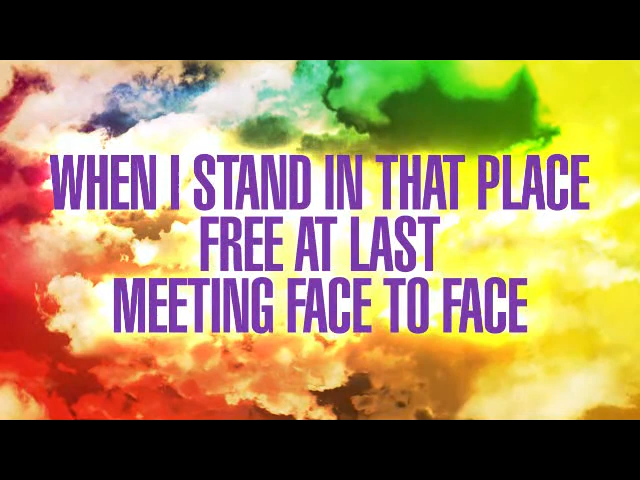 WHEN I STAND IN THAT PLACE
FREE AT LAST
MEETING FACE TO FACE